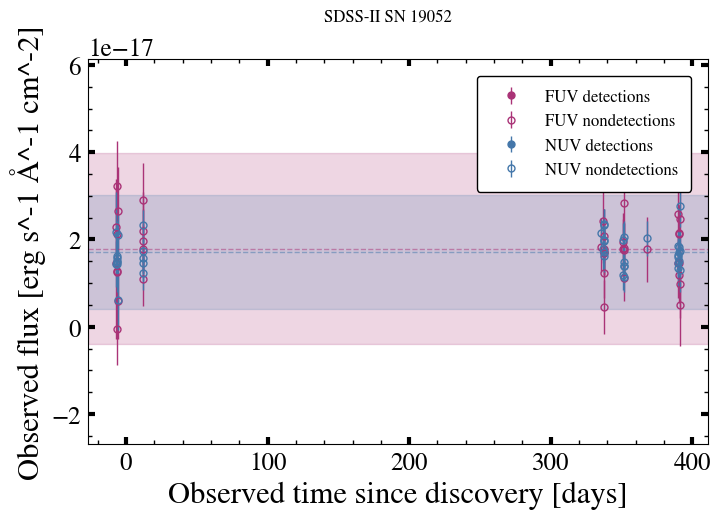 SDSS-II SN 19052
1e−17
6
4
2
0
−2
FUV detections
FUV nondetections
NUV detections
NUV nondetections
0 100 200 300 400
Observed time since discovery [days]
Observed flux [erg s^-1 Å^-1 cm^-2]